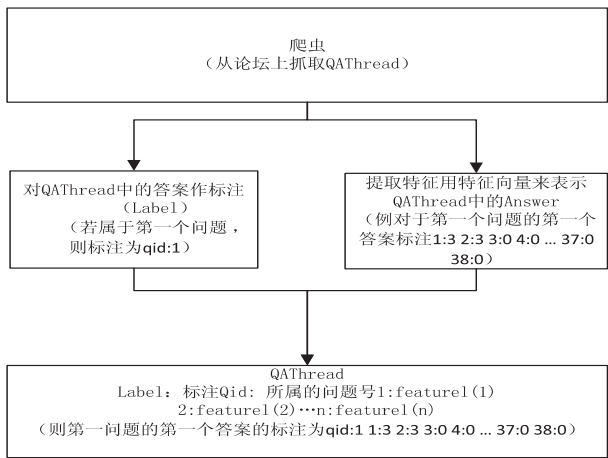 爬虫
（从论坛上抓取QAThread）
对QAThread中的答案作标注
（Label）
（若属于第一个问题，
则标注为qid:1）
提取特征用特征向量来表示
QAThread中的Answer
（例对于第一个问题的第一个
答案标注1:3 2:3 3:0 4:0 ... 37:0
38:0）
QAThread
Label: 标注Qid: 所属的问题号1:featurel(1)
2:featurel(2)…n:featurel(n)
（则第一问题的第一个答案的标注为qid:1 1:3 2:3 3:0 4:0 ... 37:0 38:0）